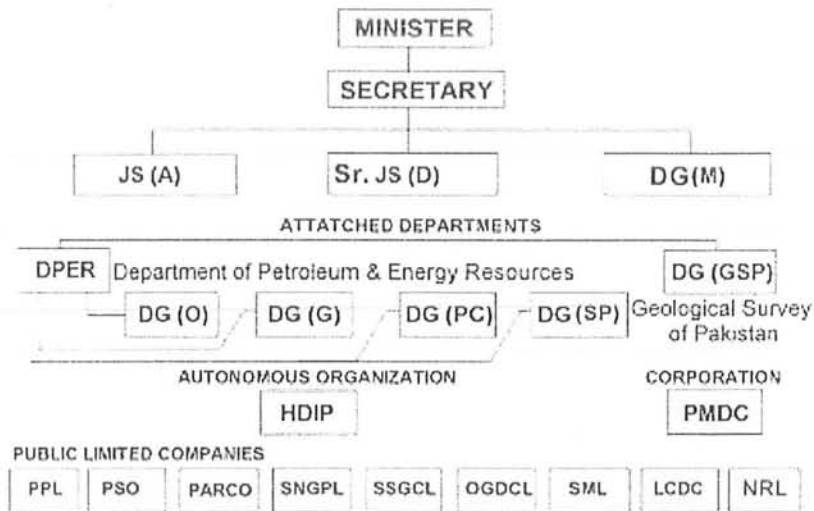 MINISTER
SECRETARY
JS (A) Sr. JS (D) DG(M)
ATTATCHED DEPARTMENTS
DPER Department of Petroleum & Energy Resources DG (GSP)
DG (O) DG (G) DG (PC) DG (SP) Geological Survey
of Pakistan
AUTONOMOUS ORGANIZATION CORPORATION
HDIP PMDC
PUBLIC LIMITED COMPANIES
PPL PSO PARCO SNGPL SSGCL OGDCL SML LCDC NRL